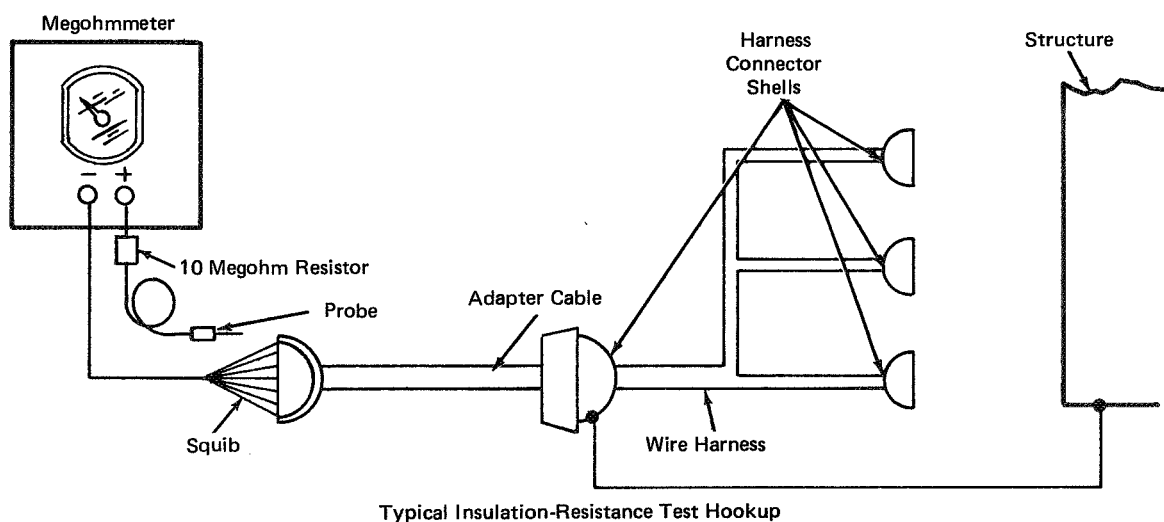 Megohmmeter
Harness
Connector
Shells
Structure
- +
10 Megohm Resistor
Probe
Adapter Cable
Squib
Wire Harness
Typical Insulation-Resistance Test Hookup